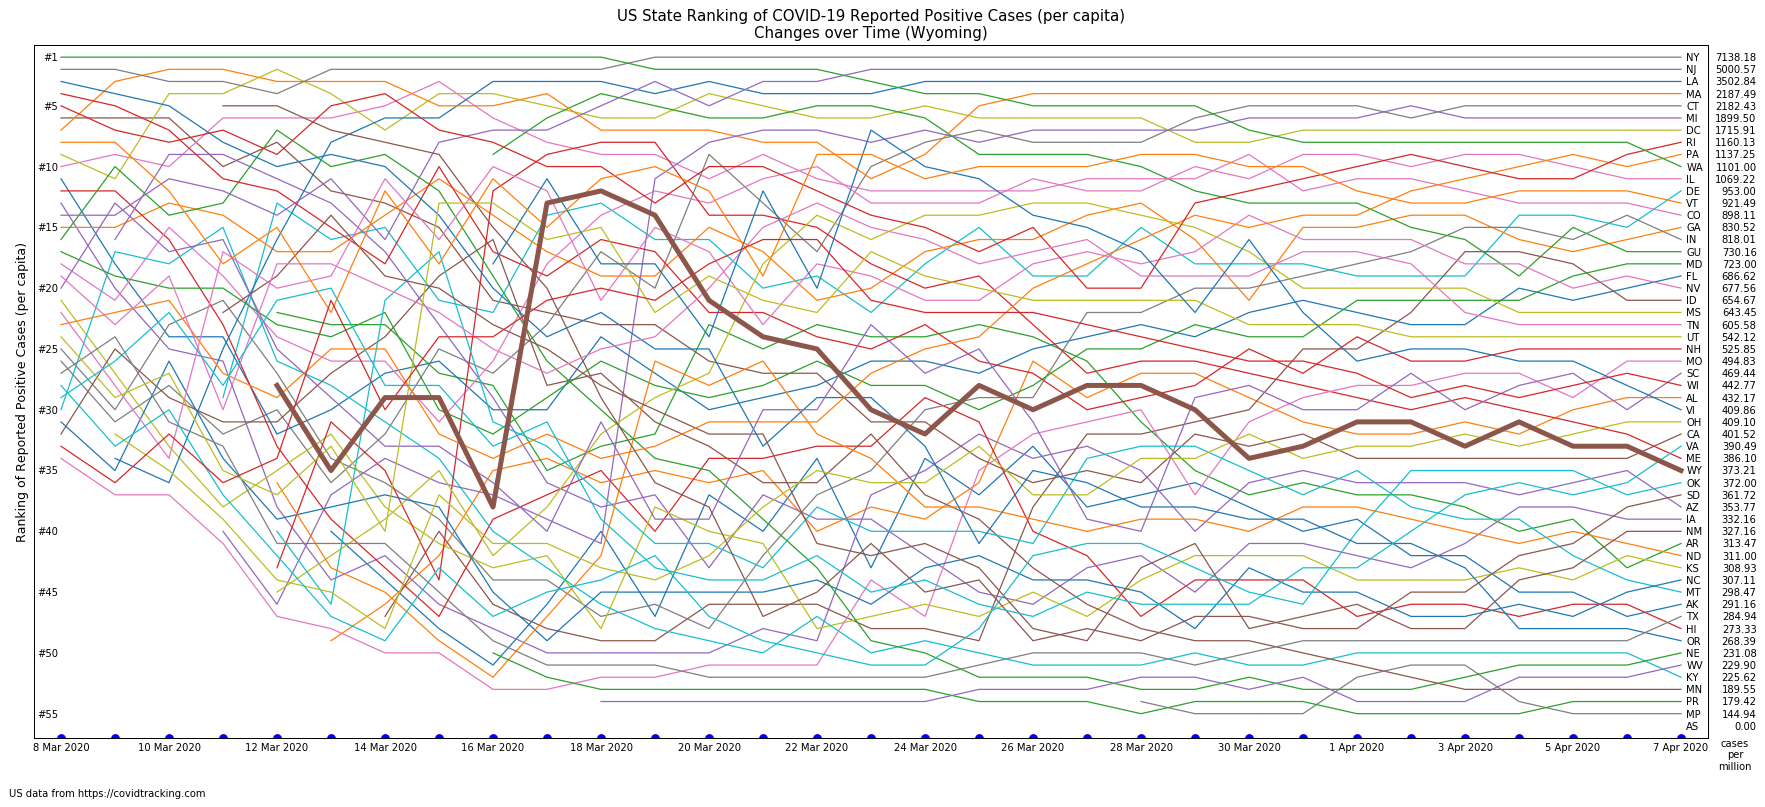 US State Ranking of COVID-19 Reported Positive Cases (per capita)
Changes over Time (Wyoming)
Ranking of Reported Positive Cases (per capita)
#1
#5
#10
#15
#20
#25
#30
#35
#40
#45
#50
#55
NY 7138.18
NJ 5000.57
LA 3502.84
MA 2187.49
CT 2182.43
MI 1899.50
DC 1715.91
RI 1160.13
PA 1137.25
WA 1101.00
IL 1069.22
DE 953.00
VT 921.49
CO 898.11
GA 830.52
IN 818.01
GU 730.16
MD 723.00
FL 686.62
NV 677.56
ID 654.67
MS 643.45
TN 605.58
UT 542.12
NH 525.85
MO 494.83
SC 469.44
WI 442.77
AL 432.17
VI 409.86
OH 409.10
CA 401.52
VA 390.49
ME 386.10
WY 373.21
OK 372.00
SD 361.72
AZ 353.77
IA 332.16
NM 327.16
AR 313.47
ND 311.00
KS 308.93
NC 307.11
MT 298.47
AK 291.16
TX 284.94
HI 273.33
OR 268.39
NE 231.08
WV 229.90
KY 225.62
MN 189.55
PR 179.42
MP 144.94
AS 0.00
8 Mar 2020 10 Mar 2020 12 Mar 2020 14 Mar 2020 16 Mar 2020 18 Mar 2020 20 Mar 2020 22 Mar 2020 24 Mar 2020 26 Mar 2020 28 Mar 2020 30 Mar 2020 1 Apr 2020 3 Apr 2020 5 Apr 2020 7 Apr 2020
cases
per
million
US data from https://covidtracking.com